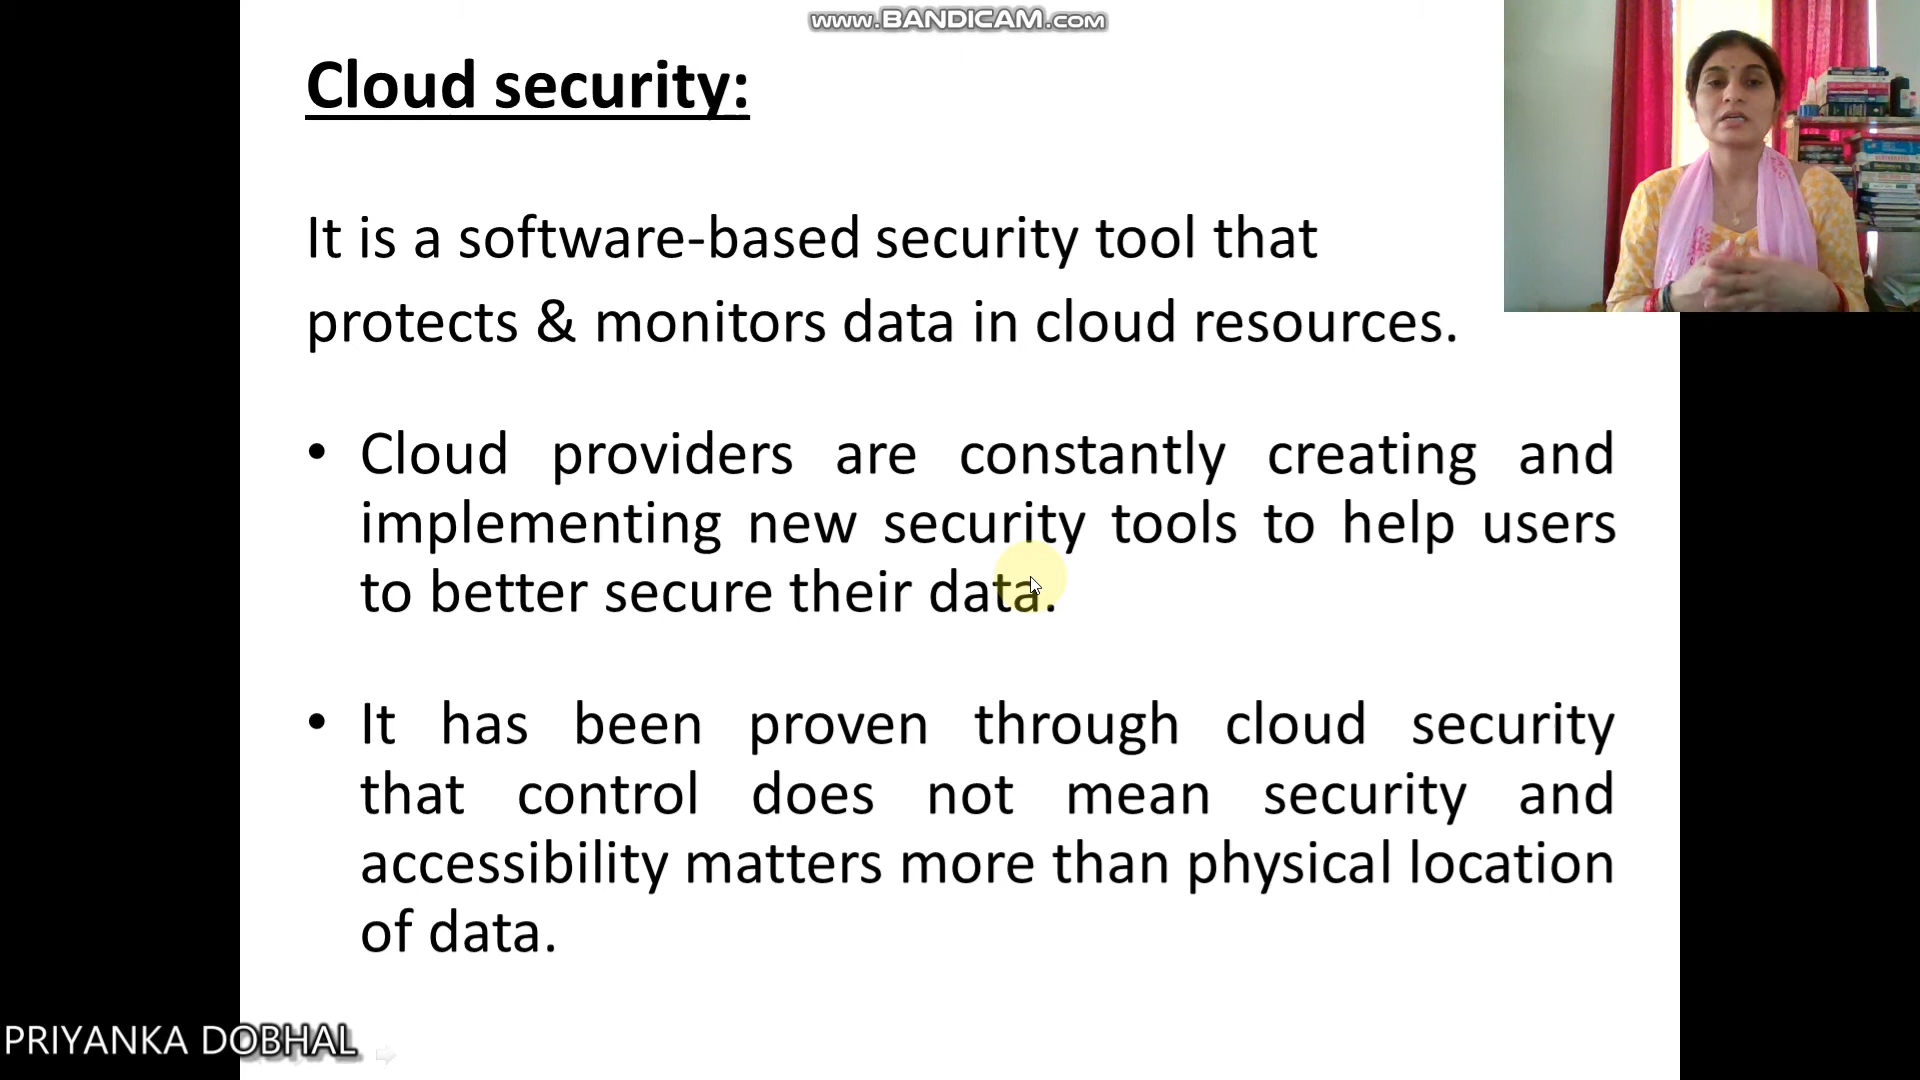 www.BANDICAM.com
Cloud security:
It is a software-based security tool that
protects & monitors data in cloud resources.
• Cloud providers are constantly creating and
implementing new security tools to help users
to better secure their data.
• It has been proven through cloud security
that control does not mean security and
accessibility matters more than physical location
of data.
PRIYANKA DOBHAL